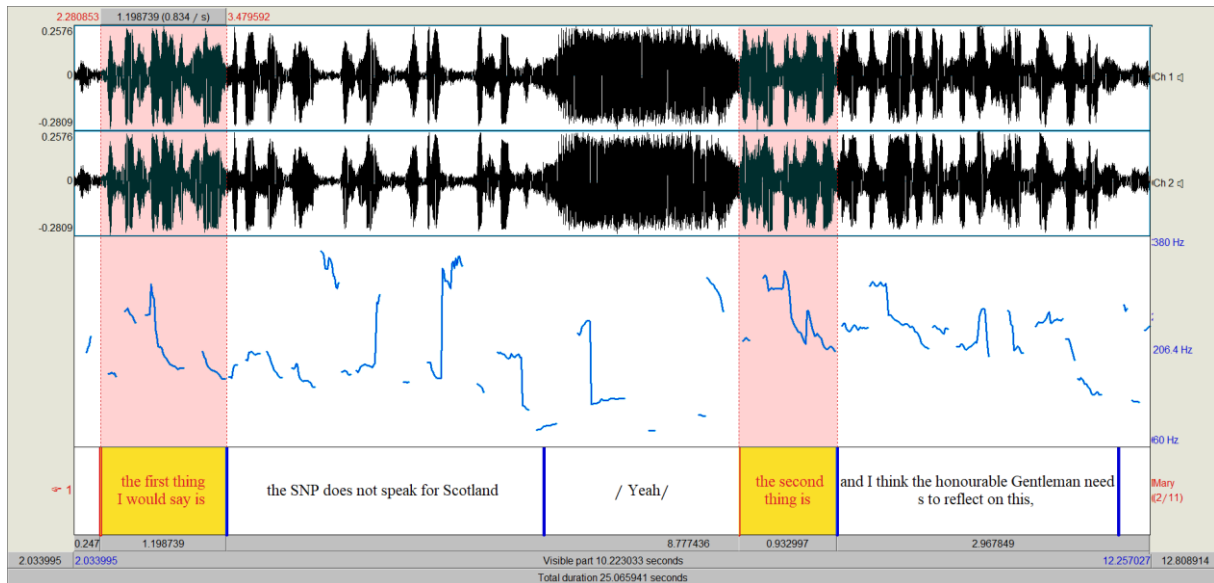 2.280853 1.198739 (0.834 / s) 3.479592
0.2576
0
-0.2809
Ch 1
0.2576
0
-0.2809
Ch 2
380 Hz
206.4 Hz
60 Hz
1
the first thing
I would say is
the SNP does not speak for Scotland
/ Yeah/
the second
thing is
and I think the honourable Gentleman need
s to reflect on this,
Mary
(2/11)
0.247 1.198739 8.777436 0.932997 2.967849
2.033995 2.033995 Visible part 10.223033 seconds 12.257027 12.808914
Total duration 25.065941 seconds